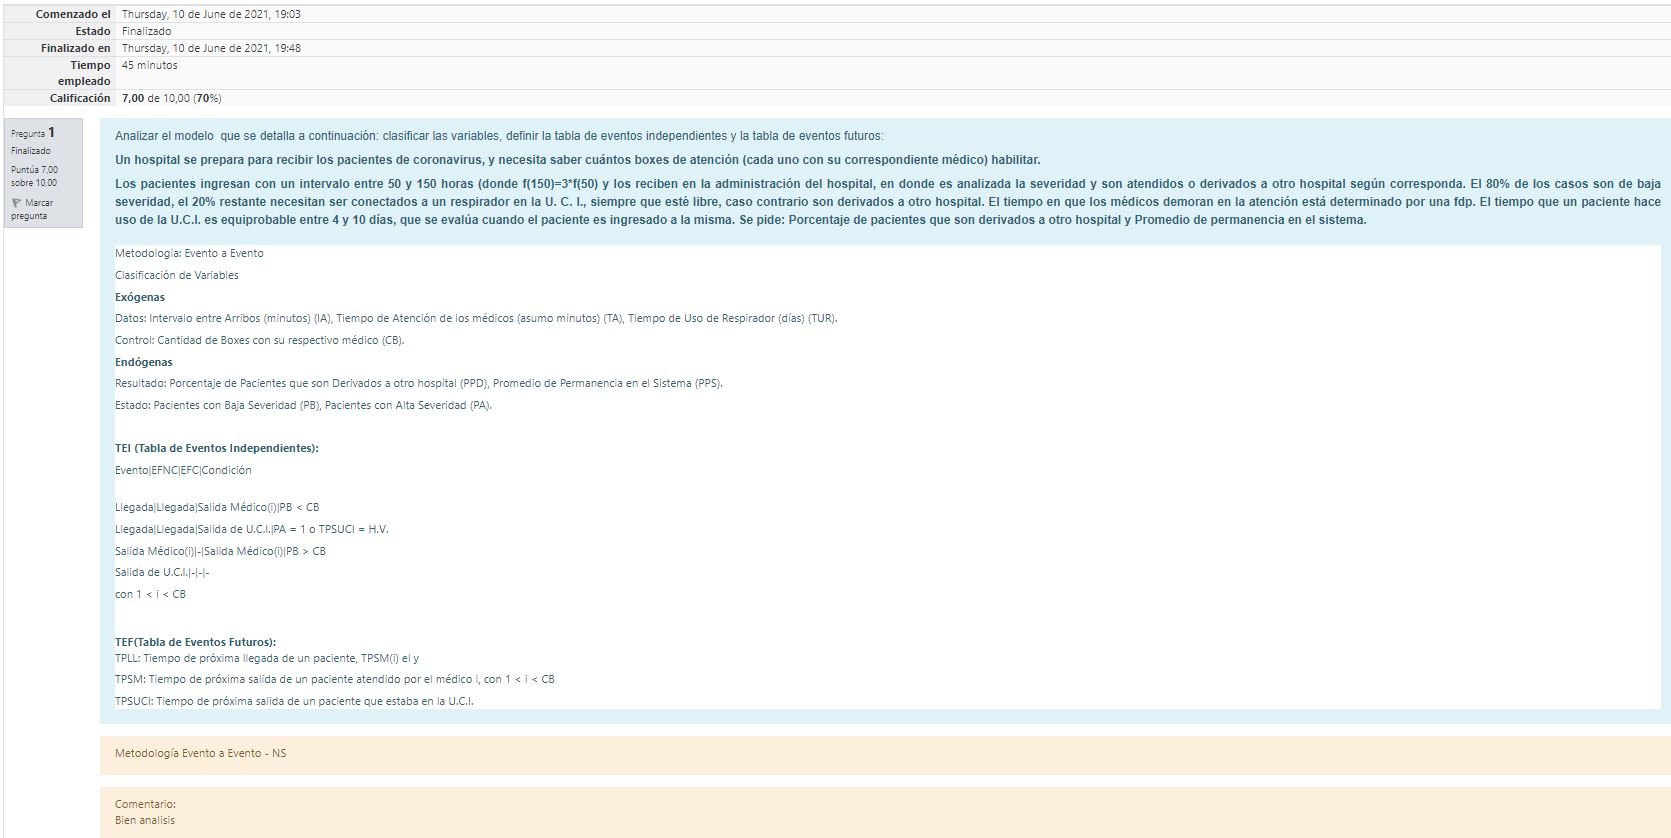 Comenzado el Thursday, 10 de June de 2021, 19:03
Estado Finalizado
Finalizado en Thursday, 10 de June de 2021, 19:48
Tiempo empleado 45 minutos
Calificación 7,00 de 10,00 (70%)
Pregunta 1
Finalizado
Puntúa 7,00
sobre 10,00
Marcar
pregunta
Analizar el modelo que se detalla a continuación: clasificar las variables, definir la tabla de eventos independientes y la tabla de eventos futuros:
Un hospital se prepara para recibir los pacientes de coronavirus, y necesita saber cuántos boxes de atención (cada uno con su correspondiente médico) habilitar.
Los pacientes ingresan con un intervalo entre 50 y 150 horas (donde f(150)=3*f(50) y los reciben en la administración del hospital, en donde es analizada la severidad y son atendidos o derivados a otro hospital según corresponda. El 80% de los casos son de baja
severidad, el 20% restante necesitan ser conectados a un respirador en la U. C. I., siempre que esté libre, caso contrario son derivados a otro hospital. El tiempo en que los médicos demoran en la atención está determinado por una fdp. El tiempo que un paciente hace
uso de la U.C.I. es equiprobable entre 4 y 10 días, que se evalúa cuando el paciente es ingresado a la misma. Se pide: Porcentaje de pacientes que son derivados a otro hospital y Promedio de permanencia en el sistema.
Metodología: Evento a Evento
Clasificación de Variables
Exógenas
Datos: Intervalo entre Arribos (minutos) (IA), Tiempo de Atención de los médicos (asumo minutos) (TA), Tiempo de Uso de Respirador (días) (TUR).
Control: Cantidad de Boxes con su respectivo médico (CB).
Endógenas
Resultado: Porcentaje de Pacientes que son Derivados a otro hospital (PPD), Promedio de Permanencia en el Sistema (PPS).
Estado: Pacientes con Baja Severidad (PB), Pacientes con Alta Severidad (PA).
TEI (Tabla de Eventos Independientes):
Evento|EFNC|EFC|Condición
Llegada|Llegada|Salida Médico(i)|PB < CB
Llegada|Llegada|Salida de U.C.I.|PA = 1 o TPSUCI = H.V.
Salida Médico(i)|-|Salida Médico(i)|PB > CB
Salida de U.C.I.|-|-|-
con 1 < i < CB
TEF(Tabla de Eventos Futuros):
TPLL: Tiempo de próxima llegada de un paciente, TPSM(i) el y
TPSM: Tiempo de próxima salida de un paciente atendido por el médico i, con 1 < i < CB
TPSUCI: Tiempo de próxima salida de un paciente que estaba en la U.C.I.
Metodología Evento a Evento - NS
Comentario:
Bien analisis